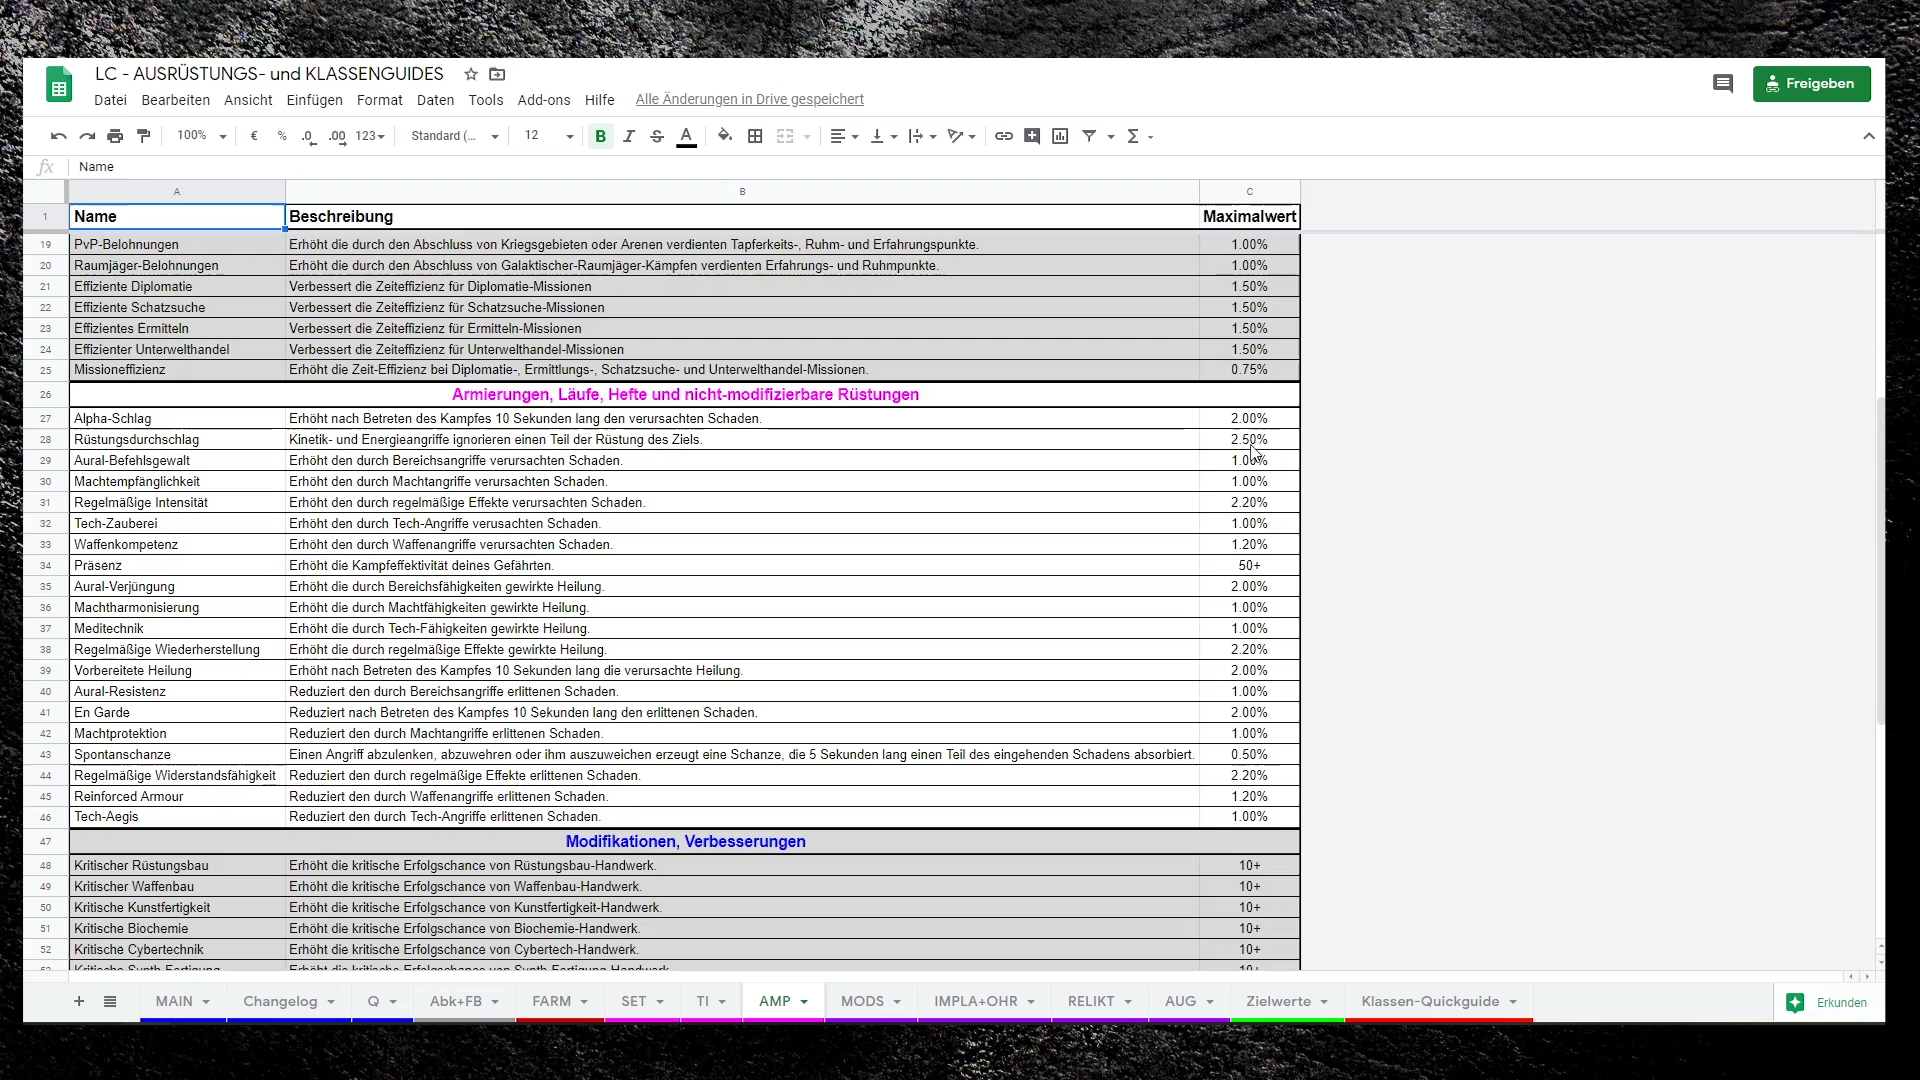 LC - AUSRÜSTUNGS- und KLASSENGUIDES
Freigeben
Datei Bearbeiten Ansicht Einfügen Format Daten Tools Add-ons Hilfe Alle Änderungen in Drive gespeichert
100% € % .0 .00 123 Standard (... 12 B I S A
fx Name
A B C
1 Name Beschreibung Maximalwert
19 PvP-Belohnungen Erhöht die durch den Abschluss von Kriegsgebieten oder Arenen verdienten Tapferkeits-, Ruhm- und Erfahrungspunkte. 1.00%
20 Raumjäger-Belohnungen Erhöht die durch den Abschluss von Galaktischer-Raumjäger-Kämpfen verdienten Erfahrungs- und Ruhmpunkte. 1.00%
21 Effiziente Diplomatie Verbessert die Zeiteffizienz für Diplomatie-Missionen 1.50%
22 Effiziente Schatzsuche Verbessert die Zeiteffizienz für Schatzsuche-Missionen 1.50%
23 Effizientes Ermitteln Verbessert die Zeiteffizienz für Ermitteln-Missionen 1.50%
24 Effizienter Unterwelthandel Verbessert die Zeiteffizienz für Unterwelthandel-Missionen 1.50%
25 Missioneffizienz Erhöht die Zeit-Effizienz bei Diplomatie-, Ermittlungs-, Schatzsuche- und Unterwelthandel-Missionen. 0.75%
26 Armierungen, Läufe, Hefte und nicht-modifizierbare Rüstungen
27 Alpha-Schlag Erhöht nach Betreten des Kampfes 10 Sekunden lang den verursachten Schaden. 2.00%
28 Rüstungsdurchschlag Kinetik- und Energieangriffe ignorieren einen Teil der Rüstung des Ziels. 2.50%
29 Aural-Befehlsgewalt Erhöht den durch Bereichsangriffe verursachten Schaden. 1.00%
30 Machtempfänglichkeit Erhöht den durch Machtangriffe verursachten Schaden. 1.00%
31 Regelmäßige Intensität Erhöht den durch regelmäßige Effekte verursachten Schaden. 2.20%
32 Tech-Zauberei Erhöht den durch Tech-Angriffe verusachten Schaden. 1.00%
33 Waffenkompetenz Erhöht den durch Waffenangriffe verursachten Schaden. 1.20%
34 Präsenz Erhöht die Kampfeffektivität deines Gefährten. 50+
35 Aural-Verjüngung Erhöht die durch Bereichsfähigkeiten gewirkte Heilung. 2.00%
36 Machtharmonisierung Erhöht die durch Machtfähigkeiten gewirkte Heilung. 1.00%
37 Meditechnik Erhöht die durch Tech-Fähigkeiten gewirkte Heilung. 1.00%
38 Regelmäßige Wiederherstellung Erhöht die durch regelmäßige Effekte gewirkte Heilung. 2.20%
39 Vorbereitete Heilung Erhöht nach Betreten des Kampfes 10 Sekunden lang die verursachte Heilung. 2.00%
40 Aural-Resistenz Reduziert den durch Bereichsangriffe erlittenen Schaden. 1.00%
41 En Garde Reduziert nach Betreten des Kampfes 10 Sekunden lang den erlittenen Schaden. 2.00%
42 Machtprotektion Reduziert den durch Machtangriffe erlittenen Schaden. 1.00%
43 Spontanschanze Einen Angriff abzulenken, abzuwehren oder ihm auszuweichen erzeugt eine Schanze, die 5 Sekunden lang einen Teil des eingehenden Schadens absorbiert. 0.50%
44 Regelmäßige Widerstandsfähigkeit Reduziert den durch regelmäßige Effekte erlittenen Schaden. 2.20%
45 Reinforced Armour Reduziert den durch Waffenangriffe erlittenen Schaden. 1.20%
46 Tech-Aegis Reduziert den durch Tech-Angriffe erlittenen Schaden. 1.00%
47 Modifikationen, Verbesserungen
48 Kritischer Rüstungsbau Erhöht die kritische Erfolgschance von Rüstungsbau-Handwerk. 10+
49 Kritischer Waffenbau Erhöht die kritische Erfolgschance von Waffenbau-Handwerk. 10+
50 Kritische Kunstfertigkeit Erhöht die kritische Erfolgschance von Kunstfertigkeit-Handwerk. 10+
51 Kritische Biochemie Erhöht die kritische Erfolgschance von Biochemie-Handwerk. 10+
52 Kritische Cybertechnik Erhöht die kritische Erfolgschance von Cybertech-Handwerk. 10+
53 Kritische Synth-Fertigung Erhöht die kritische Erfolgschance von Synth-Fertigung-Handwerk. 10+
MAIN Changelog Q Abk+FB FARM SET TI AMP MODS IMPLA+OHR RELIKT AUG Zielwerte Klassen-Quickguide Erkunden